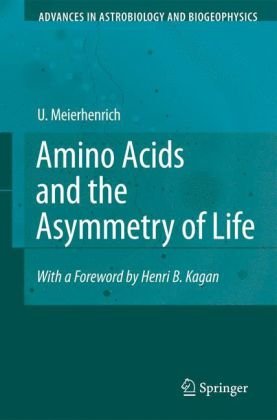 ADVANCES IN ASTROBIOLOGY AND BIOGEOPHYSICS
U. Meierhenrich
Amino Acids
and the
Asymmetry of Life
With a Foreword by Henri B. Kagan
Springer